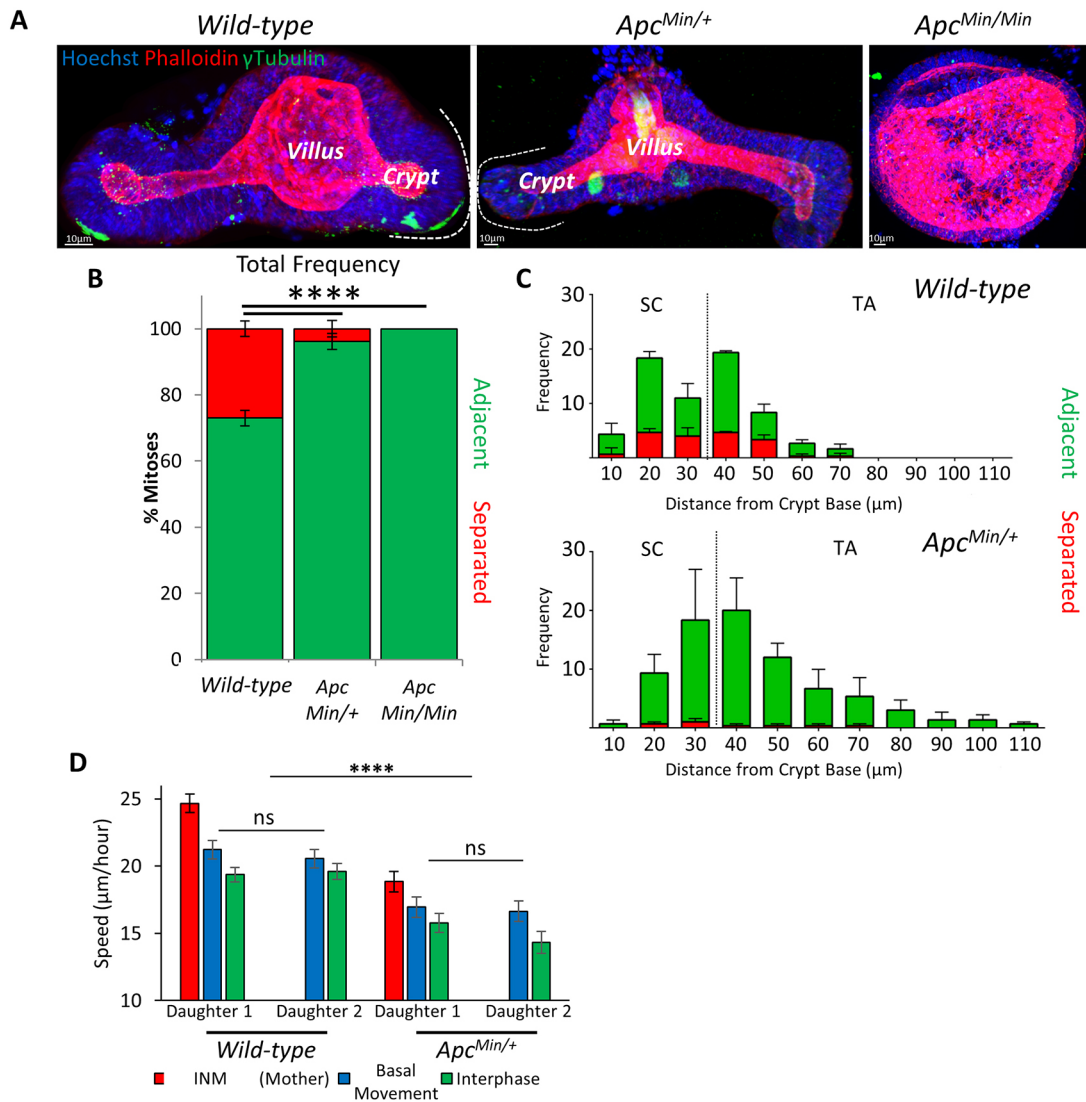 A
Wild-type
Apc^Min/+
Apc^Min/Min
Hoechst Phalloidin γTubulin
Villus
Crypt
10µm
Crypt
Villus
10µm
10µm
B
Total Frequency
****
% Mitoses
100
80
60
40
20
0
Wild-type
Apc
Min/+
Apc
Min/Min
Adjacent
Separated
C
Wild-type
SC
TA
Frequency
30
20
10
10 20 30 40 50 60 70 80 90 100 110
Distance from Crypt Base (µm)
Apc^Min/+
SC
TA
Frequency
30
20
10
10 20 30 40 50 60 70 80 90 100 110
Distance from Crypt Base (µm)
Adjacent
Separated
D
****
ns
ns
Speed (µm/hour)
25
20
15
10
Daughter 1 Daughter 2 Daughter 1 Daughter 2
Wild-type
Apc^Min/+
INM (Mother) Basal Movement Interphase